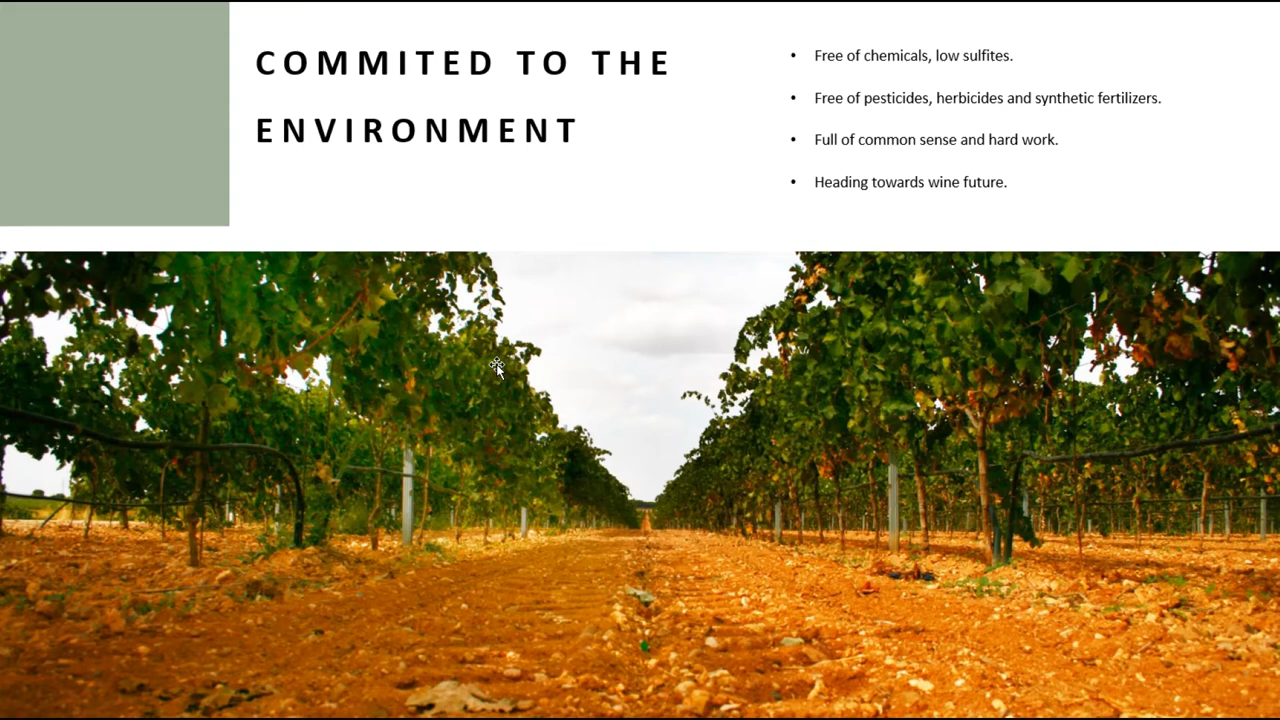 COMMITED TO THE
ENVIRONMENT
• Free of chemicals, low sulfites.
• Free of pesticides, herbicides and synthetic fertilizers.
• Full of common sense and hard work.
• Heading towards wine future.